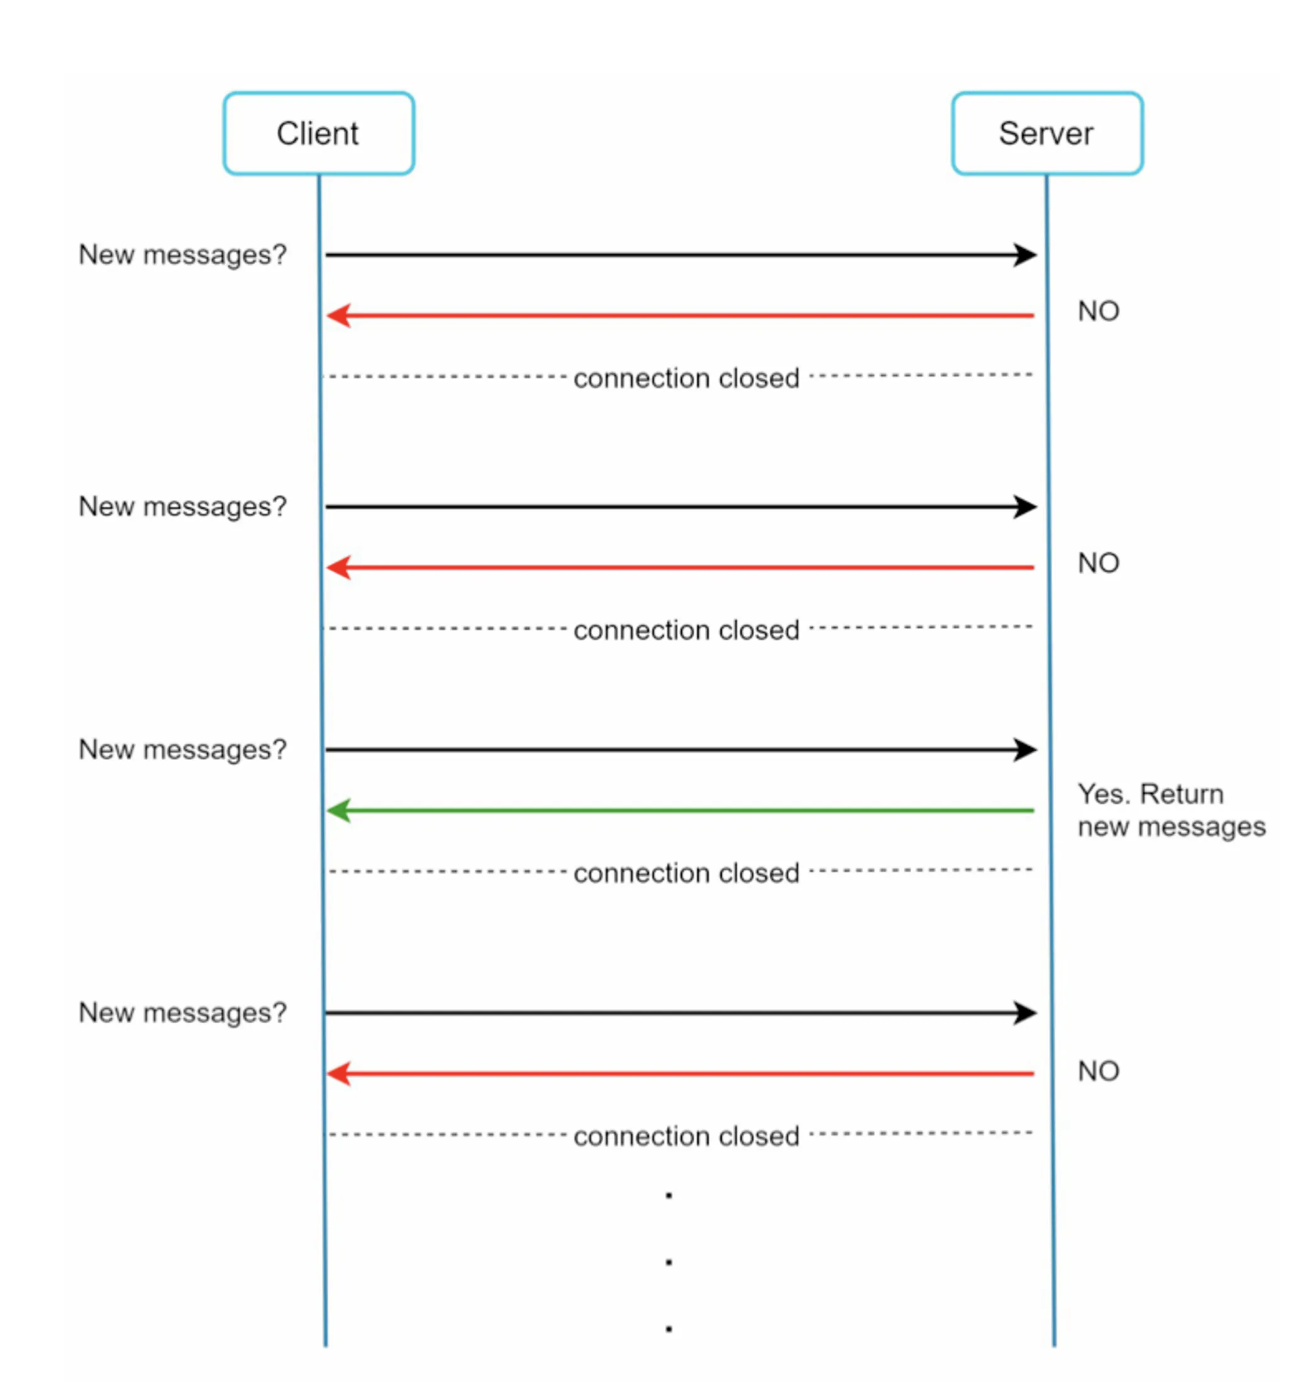 Client
Server
New messages?
NO
connection closed
New messages?
NO
connection closed
New messages?
Yes. Return
new messages
connection closed
New messages?
NO
connection closed